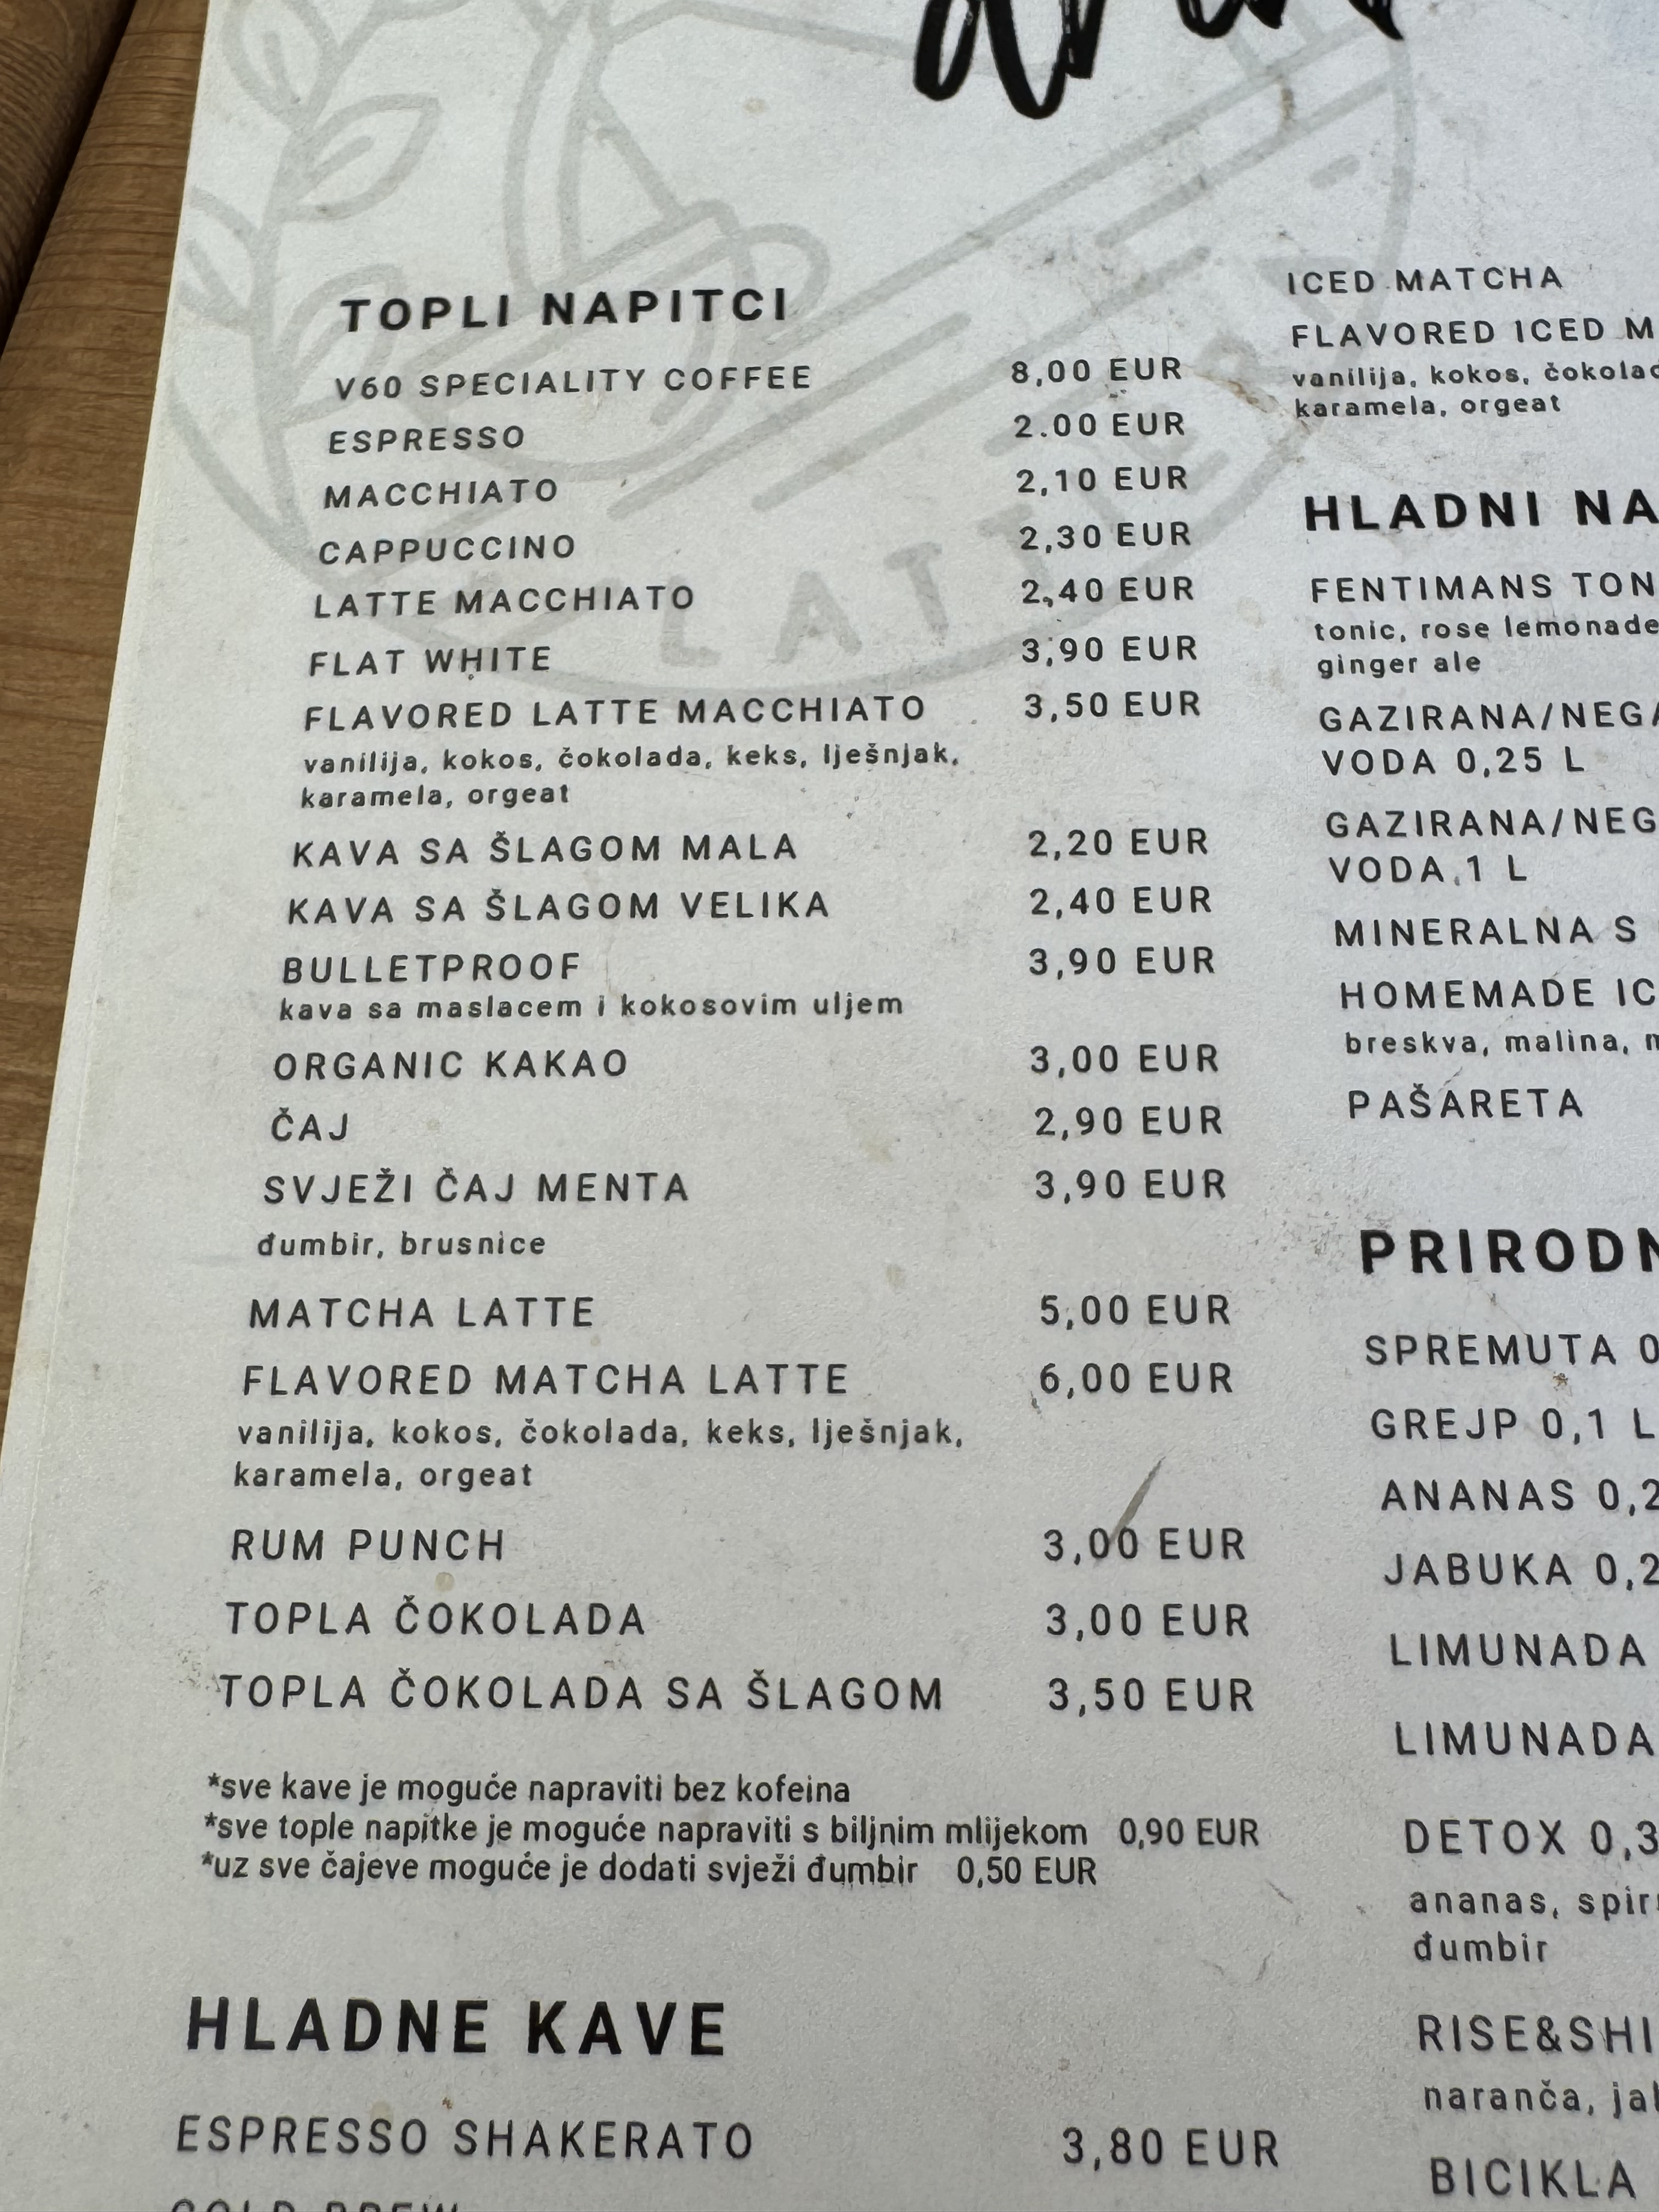 TOPLI NAPITCI
V60 SPECIALITY COFFEE 8,00 EUR
ESPRESSO 2.00 EUR
MACCHIATO 2,10 EUR
CAPPUCCINO 2,30 EUR
LATTE MACCHIATO 2,40 EUR
FLAT WHITE 3,90 EUR
FLAVORED LATTE MACCHIATO 3,50 EUR
vanilija, kokos, čokolada, keks, lješnjak,
karamela, orgeat
KAVA SA ŠLAGOM MALA 2,20 EUR
KAVA SA ŠLAGOM VELIKA 2,40 EUR
BULLETPROOF 3,90 EUR
kava sa maslacem i kokosovim uljem
ORGANIC KAKAO 3,00 EUR
ČAJ 2,90 EUR
SVJEŽI ČAJ MENTA 3,90 EUR
đumbir, brusnice
MATCHA LATTE 5,00 EUR
FLAVORED MATCHA LATTE 6,00 EUR
vanilija, kokos, čokolada, keks, lješnjak,
karamela, orgeat
RUM PUNCH 3,00 EUR
TOPLA ČOKOLADA 3,00 EUR
TOPLA ČOKOLADA SA ŠLAGOM 3,50 EUR
*sve kave je moguće napraviti bez kofeina
*sve tople napitke je moguće napraviti s biljnim mlijekom 0,90 EUR
*uz sve čajeve moguće je dodati svježi đumbir 0,50 EUR
HLADNE KAVE
ESPRESSO SHAKERATO 3,80 EUR
ICED MATCHA
FLAVORED ICED
vanilija, kokos,
karamela, orgeat
HLADNI
FENTIMANS
tonic, rose lemonade
ginger ale
GAZIRANA/
VODA 0,25 L
GAZIRANA/
VODA 1 L
MINERALNA S
HOMEMADE
breskva, malina,
PAŠARETA
SPREMUTA
GREJP 0,1 L
ANANAS
JABUKA
LIMUNADA
LIMUNADA
DETOX
ananas,
đumbir
naranča,
BICIKLA